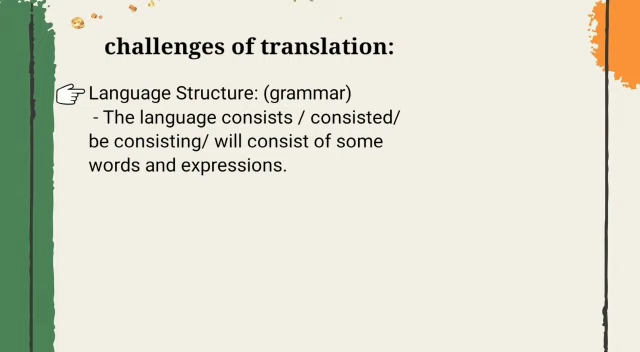 challenges of translation:
Language Structure: (grammar)
- The language consists / consisted/
be consisting/ will consist of some
words and expressions.